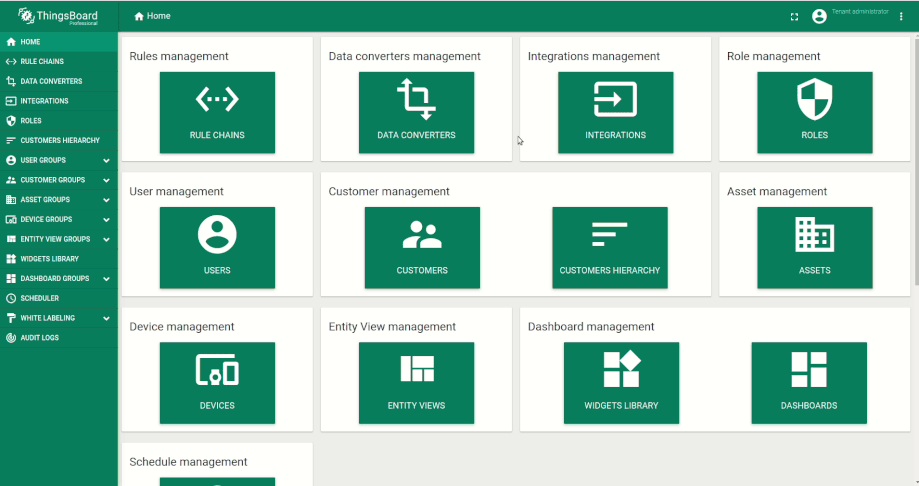 ThingsBoard
Professional
Home
Tenant administrator
HOME
RULE CHAINS
DATA CONVERTERS
INTEGRATIONS
ROLES
CUSTOMERS HIERARCHY
USER GROUPS
CUSTOMER GROUPS
ASSET GROUPS
DEVICE GROUPS
ENTITY VIEW GROUPS
WIDGETS LIBRARY
DASHBOARD GROUPS
SCHEDULER
WHITE LABELING
AUDIT LOGS
Rules management
RULE CHAINS
Data converters management
DATA CONVERTERS
Integrations management
INTEGRATIONS
Role management
ROLES
User management
USERS
Customer management
CUSTOMERS
CUSTOMERS HIERARCHY
Asset management
ASSETS
Device management
DEVICES
Entity View management
ENTITY VIEWS
Dashboard management
WIDGETS LIBRARY
DASHBOARDS
Schedule management